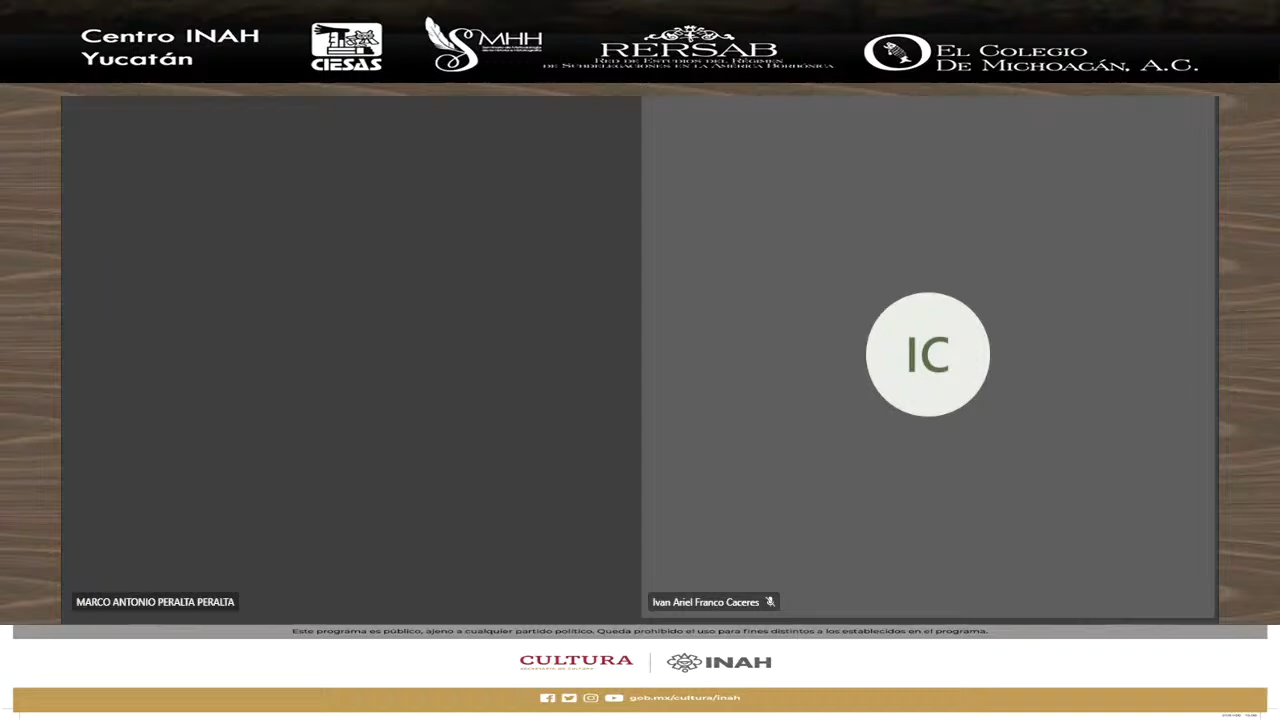 Centro INAH
Yucatán
CIESAS
SMHH
RERSAB
Red de Estudios del Régimen
de Subdelegaciones en la América Borbónica
El Colegio
de Michoacán, A.C.
IC
MARCO ANTONIO PERALTA PERALTA
Ivan Ariel Franco Caceres
Este programa es público, ajeno a cualquier partido político. Queda prohibido el uso para fines distintos a los establecidos en el programa.
CULTURA
INAH
gob.mx/cultura/inah